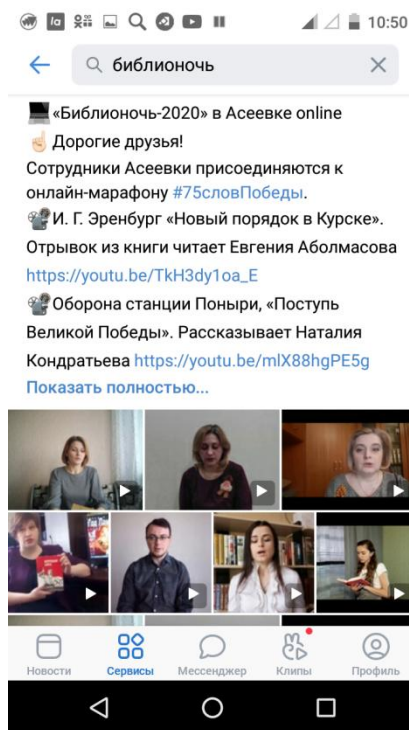 10:50
библионочь
«Библионочь-2020» в Асеевке online
Дорогие друзья!
Сотрудники Асеевки присоединяются к
онлайн-марафону #75словПобеды.
И. Г. Эренбург «Новый порядок в Курске».
Отрывок из книги читает Евгения Аболмасова
https://youtu.be/TkH3dy1oa_E
Оборона станции Поныри, «Поступь
Великой Победы». Рассказывает Наталия
Кондратьева https://youtu.be/mlX88hgPE5g
Показать полностью...
Новости Сервисы Мессенджер Клипы Профиль